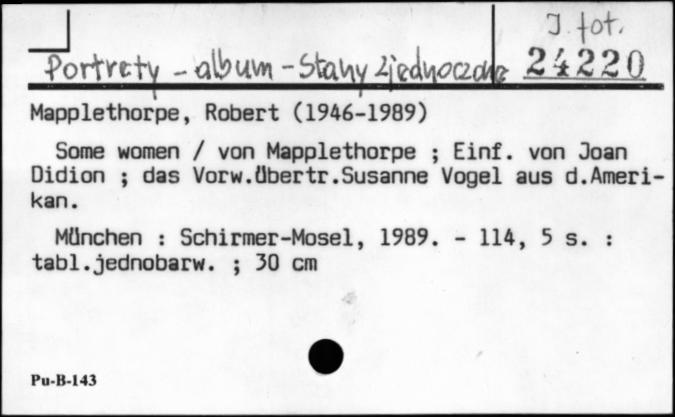 J. fot.
Portrety - album - Stany Zjednoczone 24220
Mapplethorpe, Robert (1946-1989)
Some women / von Mapplethorpe ; Einf. von Joan
Didion ; das Vorw.Übertr.Susanne Vogel aus d.Ameri-
kan.
München : Schirmer-Mosel, 1989. - 114, 5 s. :
tabl.jednobarw. ; 30 cm
Pu-B-143